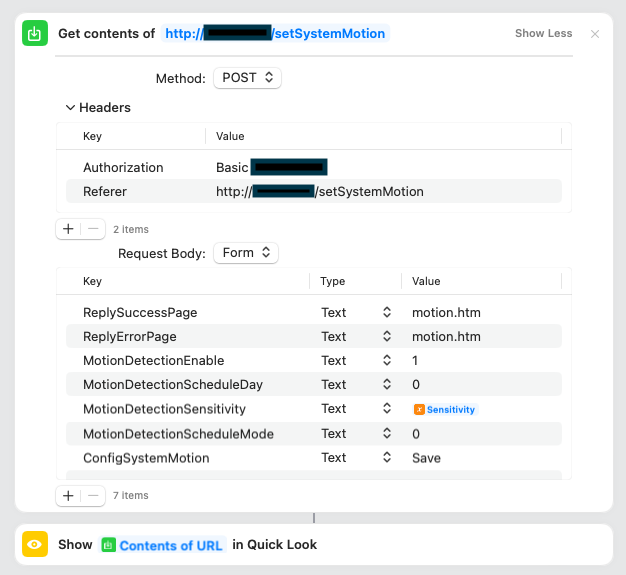 Get contents of http:// /setSystemMotion Show Less
Method: POST
Headers
Key Value
Authorization Basic
Referer http:// /setSystemMotion
2 items
Request Body: Form
Key Type Value
ReplySuccessPage Text motion.htm
ReplyErrorPage Text motion.htm
MotionDetectionEnable Text 1
MotionDetectionScheduleDay Text 0
MotionDetectionSensitivity Text x Sensitivity
MotionDetectionScheduleMode Text 0
ConfigSystemMotion Text Save
7 items
Show Contents of URL in Quick Look